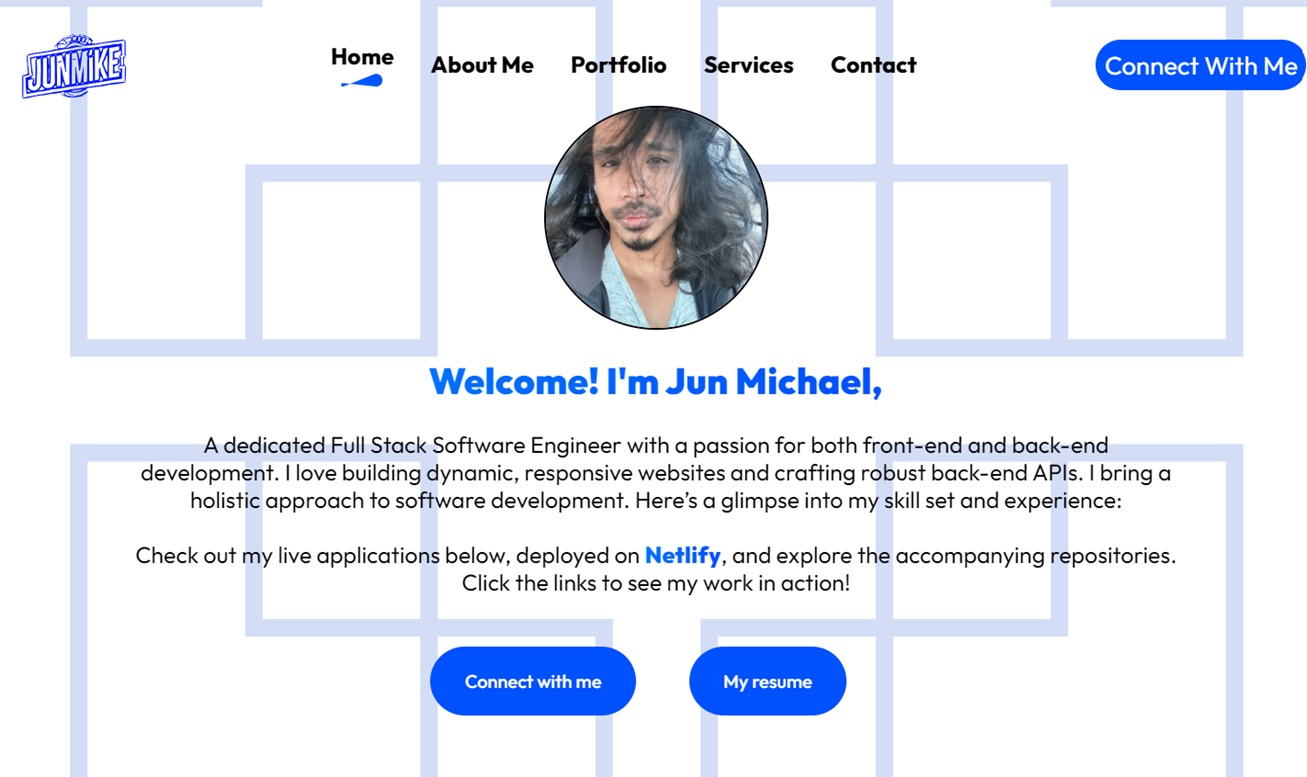 JUNMiKE
Home
About Me
Portfolio
Services
Contact
Connect With Me
Welcome! I'm Jun Michael,
A dedicated Full Stack Software Engineer with a passion for both front-end and back-end
development. I love building dynamic, responsive websites and crafting robust back-end APIs. I bring a
holistic approach to software development. Here’s a glimpse into my skill set and experience:
Check out my live applications below, deployed on Netlify, and explore the accompanying repositories.
Click the links to see my work in action!
Connect with me
My resume